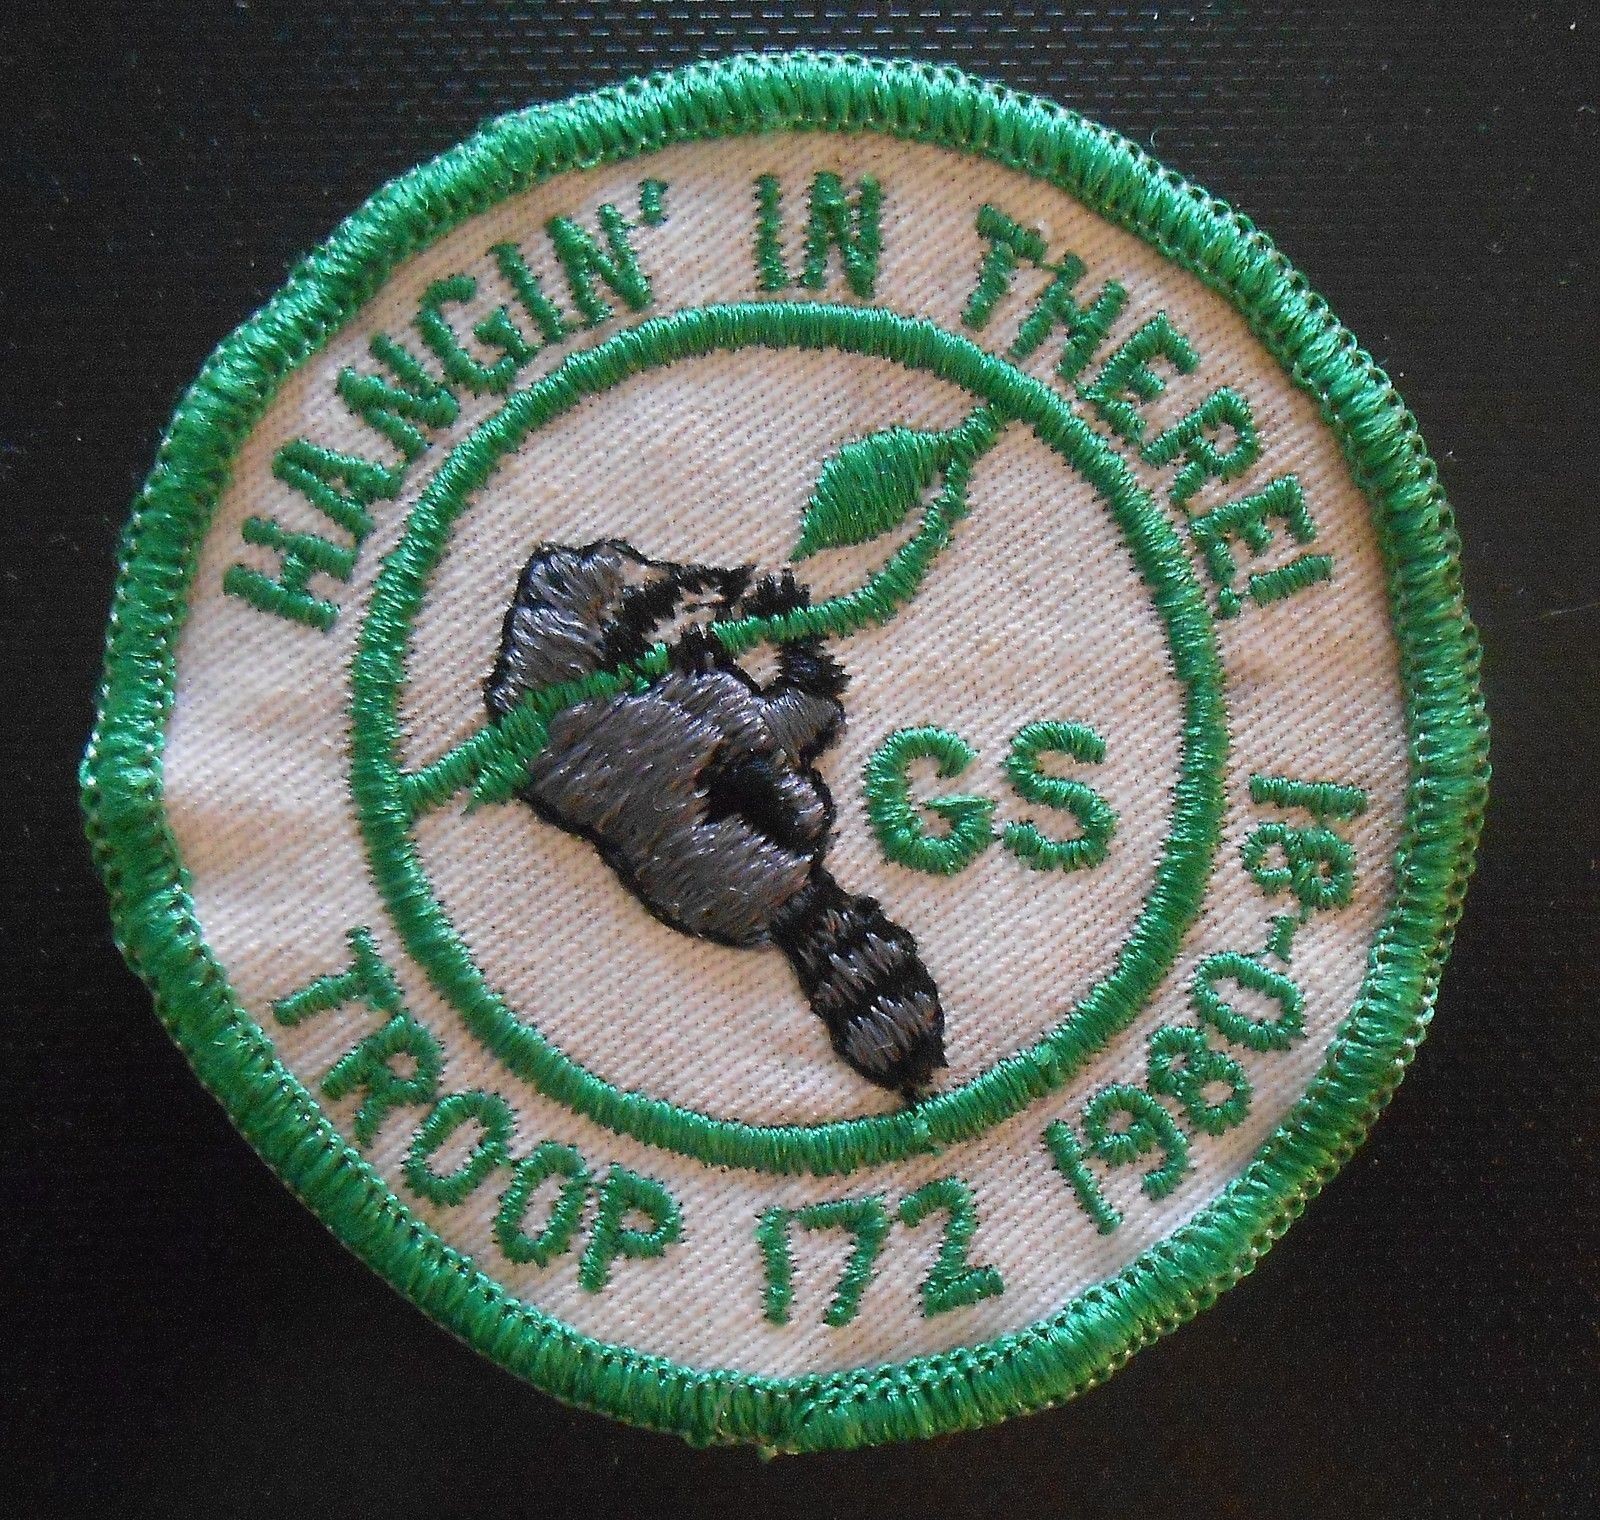 HANGIN' IN THERE!
GS
TROOP 172 1980-81